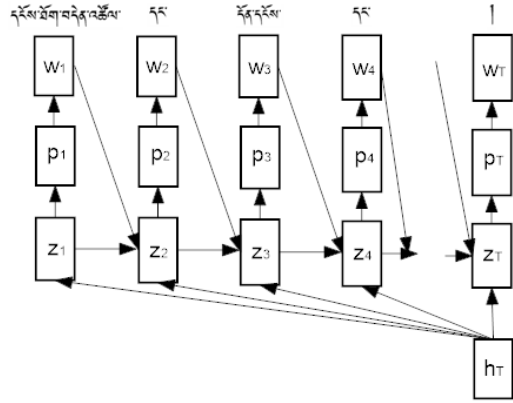 དངོས་ཐོག་བདེན་འཚོལ་ དང་ དོན་དངོས་ དང་ །
w1 w2 w3 w4 wT
p1 p2 p3 p4 pT
z1 z2 z3 z4 zT
hT